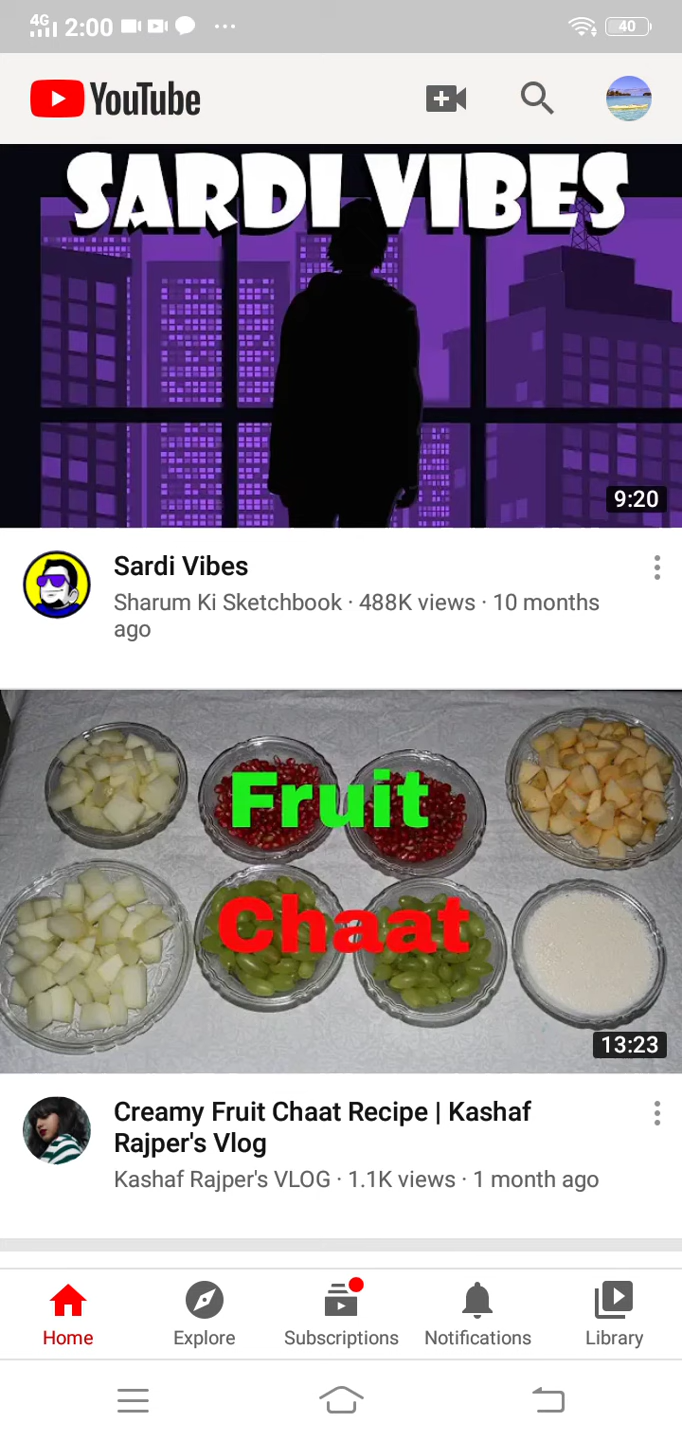 4G 2:00 40
YouTube
SARDI VIBES
9:20
Sardi Vibes
Sharum Ki Sketchbook · 488K views · 10 months
ago
Fruit
Chaat
13:23
Creamy Fruit Chaat Recipe | Kashaf
Rajper's Vlog
Kashaf Rajper's VLOG · 1.1K views · 1 month ago
Home Explore Subscriptions Notifications Library